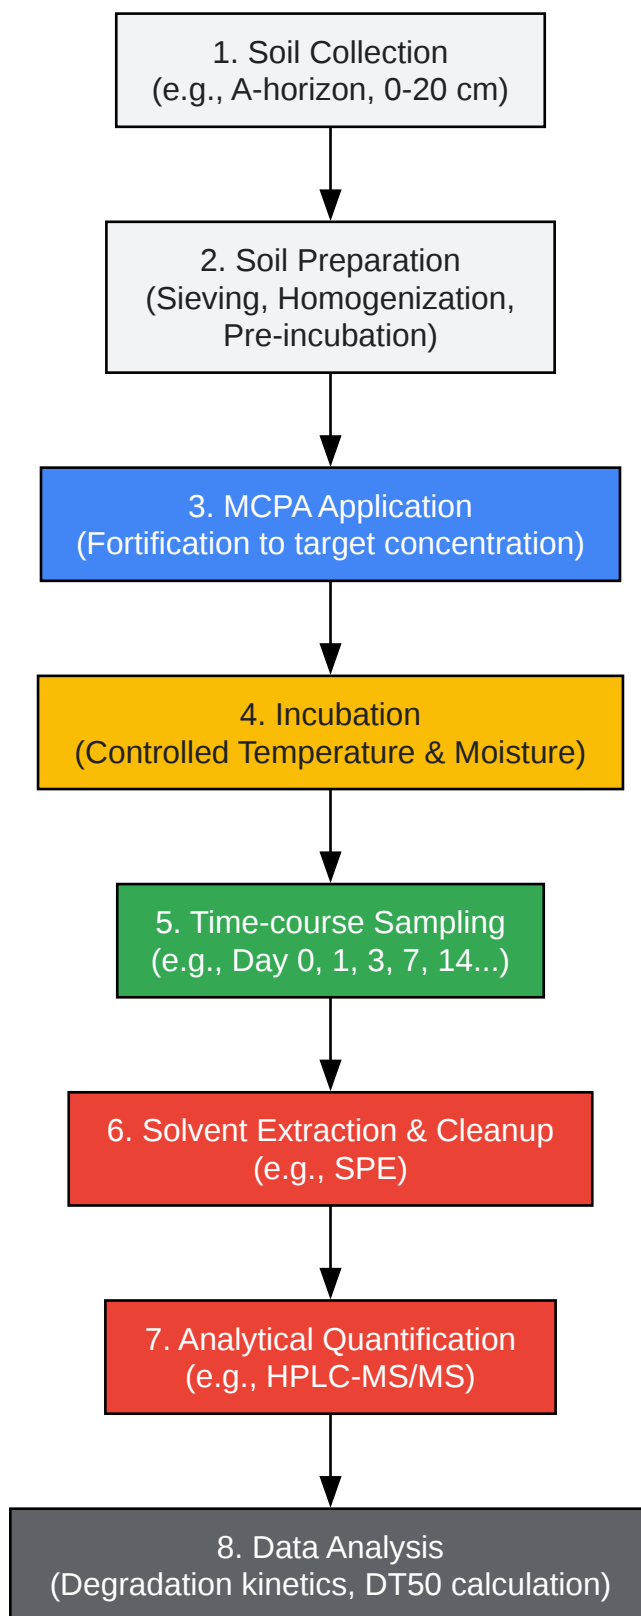 1. Soil Collection
(e.g., A-horizon, 0-20 cm)
2. Soil Preparation
(Sieving, Homogenization,
Pre-incubation)
3. MCPA Application
(Fortification to target concentration)
4. Incubation
(Controlled Temperature & Moisture)
5. Time-course Sampling
(e.g., Day 0, 1, 3, 7, 14...)
6. Solvent Extraction & Cleanup
(e.g., SPE)
7. Analytical Quantification
(e.g., HPLC-MS/MS)
8. Data Analysis
(Degradation kinetics, DT50 calculation)